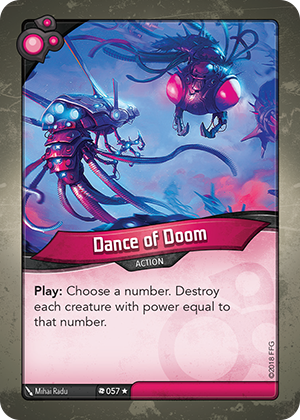 Dance of Doom
ACTION
Play: Choose a number. Destroy
each creature with power equal to
that number.
©2018 FFG
Mihai Radu
057 ★